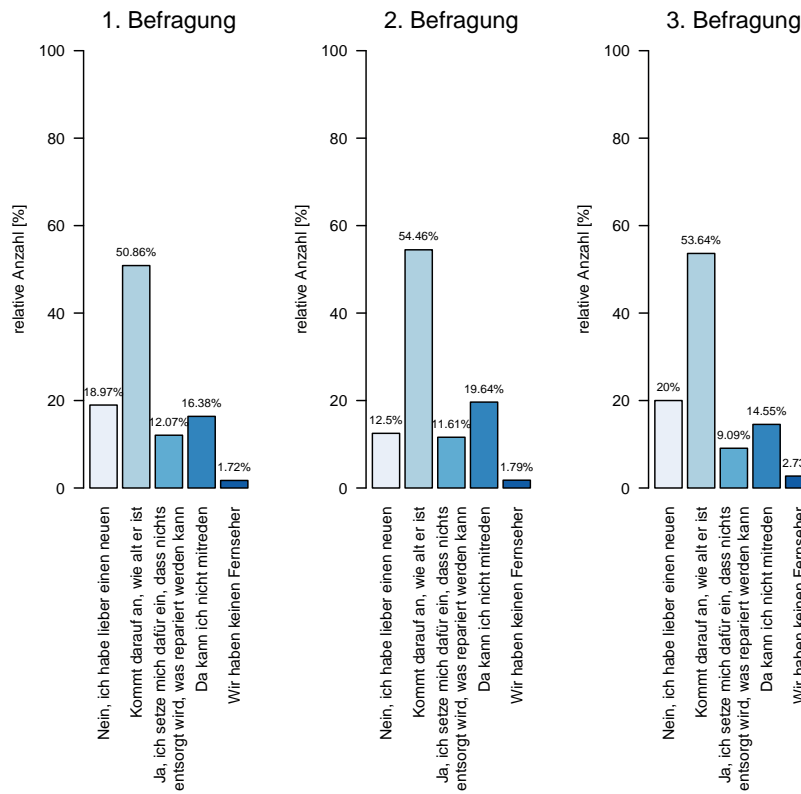 1. Befragung
100
80
60
40
20
0
relative Anzahl [%]
18.97%
50.86%
12.07%
16.38%
1.72%
Nein, ich habe lieber einen neuen
Kommt darauf an, wie alt er ist
Ja, ich setze mich dafür ein, dass nichts
entsorgt wird, was repariert werden kann
Da kann ich nicht mitreden
Wir haben keinen Fernseher
2. Befragung
100
80
60
40
20
0
relative Anzahl [%]
12.5%
54.46%
11.61%
19.64%
1.79%
Nein, ich habe lieber einen neuen
Kommt darauf an, wie alt er ist
Ja, ich setze mich dafür ein, dass nichts
entsorgt wird, was repariert werden kann
Da kann ich nicht mitreden
Wir haben keinen Fernseher
3. Befragung
100
80
60
40
20
0
relative Anzahl [%]
20%
53.64%
9.09%
14.55%
2.73
Nein, ich habe lieber einen neuen
Kommt darauf an, wie alt er ist
Ja, ich setze mich dafür ein, dass nichts
entsorgt wird, was repariert werden kann
Da kann ich nicht mitreden
Wir haben keinen Fernseher